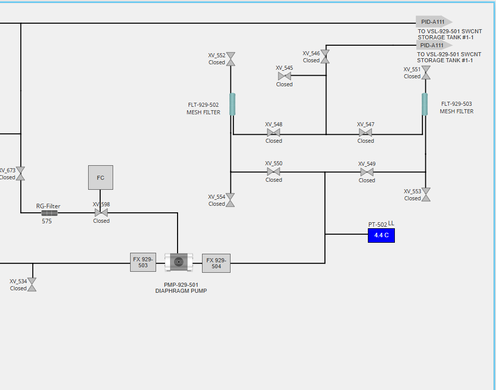 PID-A111
TO VSL-929-501 SWCNT
STORAGE TANK #1-1
PID-A111
TO VSL-929-501 SWCNT
STORAGE TANK #1-1
XV_552
Closed
XV_546
Closed
XV_545
Closed
XV_551
Closed
FLT-929-502
MESH FILTER
FLT-929-503
MESH FILTER
XV_548
Closed
XV_547
Closed
XV_673
Closed
FC
XV_550
Closed
XV_549
Closed
XV_554
Closed
XV_553
Closed
RG-Filter
575
XV_598
Closed
PT-502 LL
4.4 C
FX 929-
503
FX 929-
504
XV_534
Closed
PMP-929-501
DIAPHRAGM PUMP